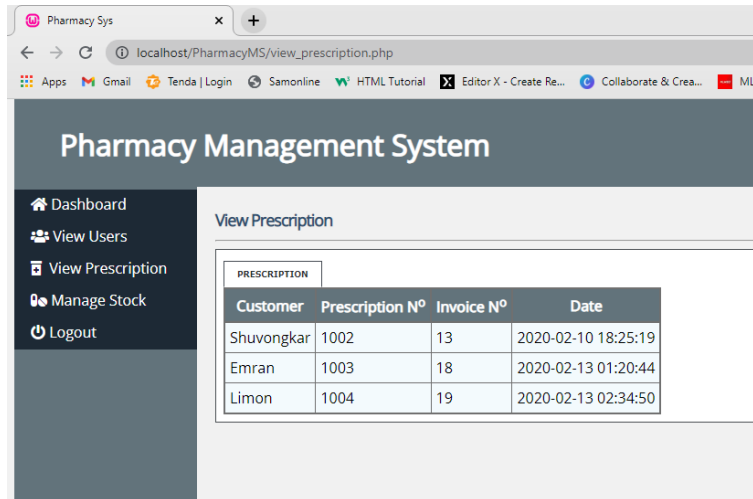 Pharmacy Sys
localhost/PharmacyMS/view_prescription.php
Apps Gmail Tenda | Login Samonline HTML Tutorial Editor X - Create Re... Collaborate & Crea... ML
Pharmacy Management System
Dashboard
View Users
View Prescription
Manage Stock
Logout
View Prescription
PRESCRIPTION
Customer Prescription Nº Invoice Nº Date
Shuvongkar 1002 13 2020-02-10 18:25:19
Emran 1003 18 2020-02-13 01:20:44
Limon 1004 19 2020-02-13 02:34:50